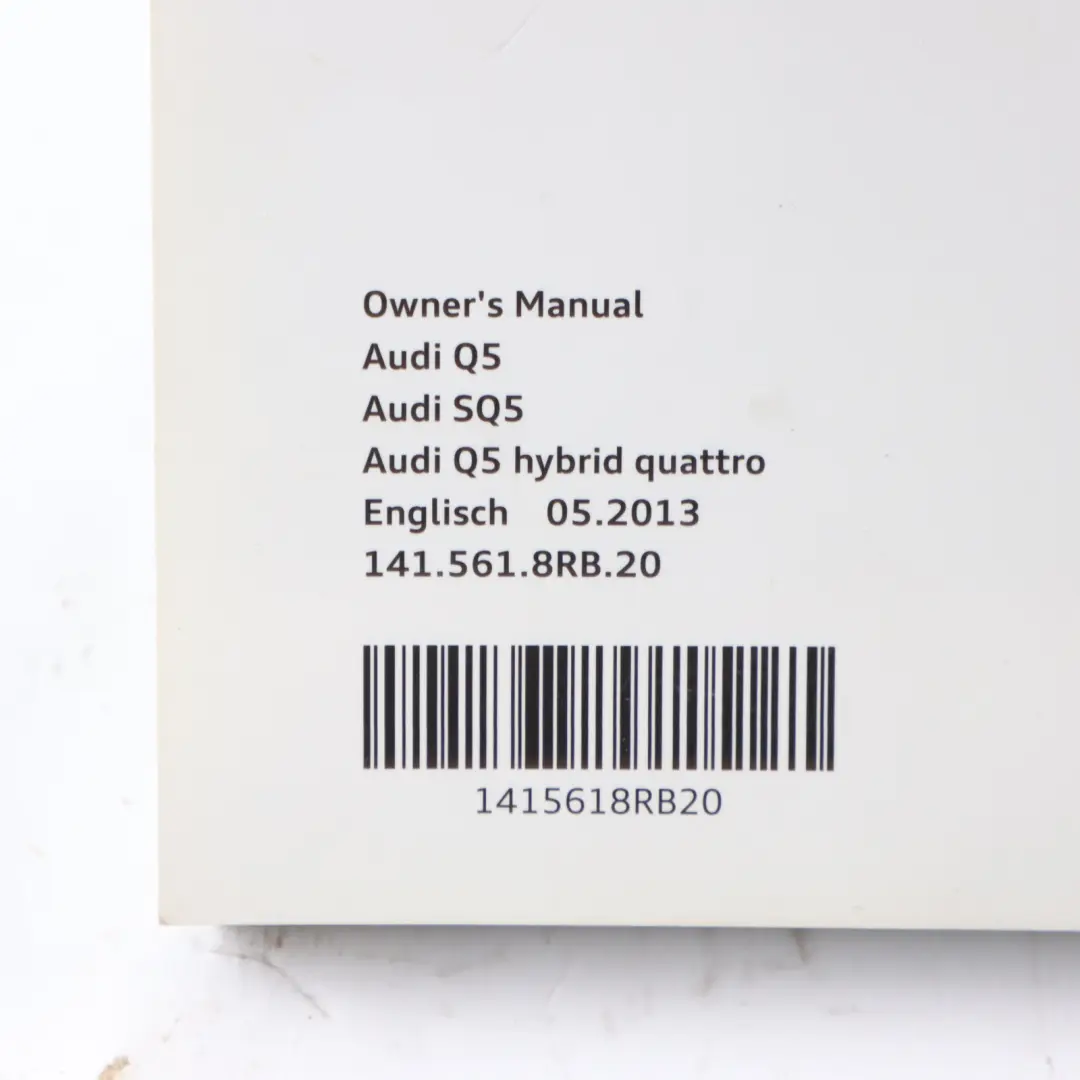 Owner's Manual
Audi Q5
Audi SQ5
Audi Q5 hybrid quattro
Englisch 05.2013
141.561.8RB.20
1415618RB20